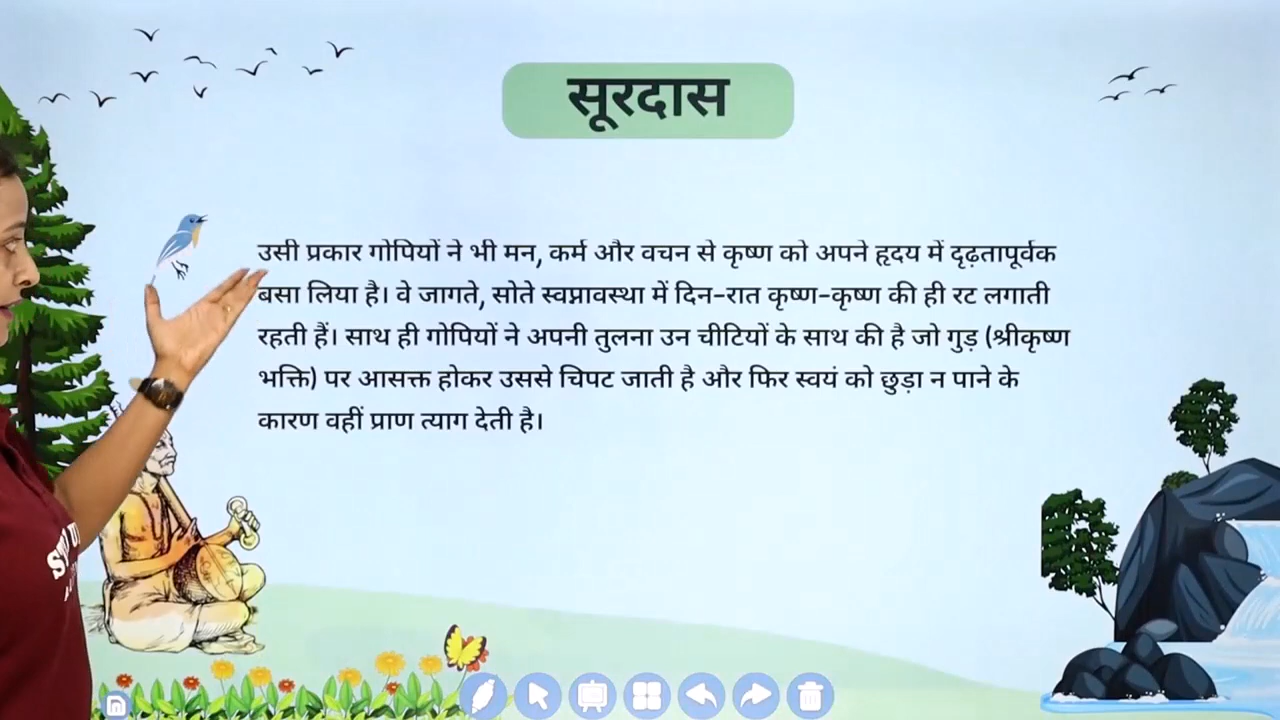 सूरदास
उसी प्रकार गोपियों ने भी मन, कर्म और वचन से कृष्ण को अपने हृदय में दृढ़तापूर्वक
बसा लिया है। वे जागते, सोते स्वप्नावस्था में दिन-रात कृष्ण-कृष्ण की ही रट लगाती
रहती हैं। साथ ही गोपियों ने अपनी तुलना उन चीटियों के साथ की है जो गुड़ (श्रीकृष्ण
भक्ति) पर आसक्त होकर उससे चिपट जाती है और फिर स्वयं को छुड़ा न पाने के
कारण वहीं प्राण त्याग देती है।